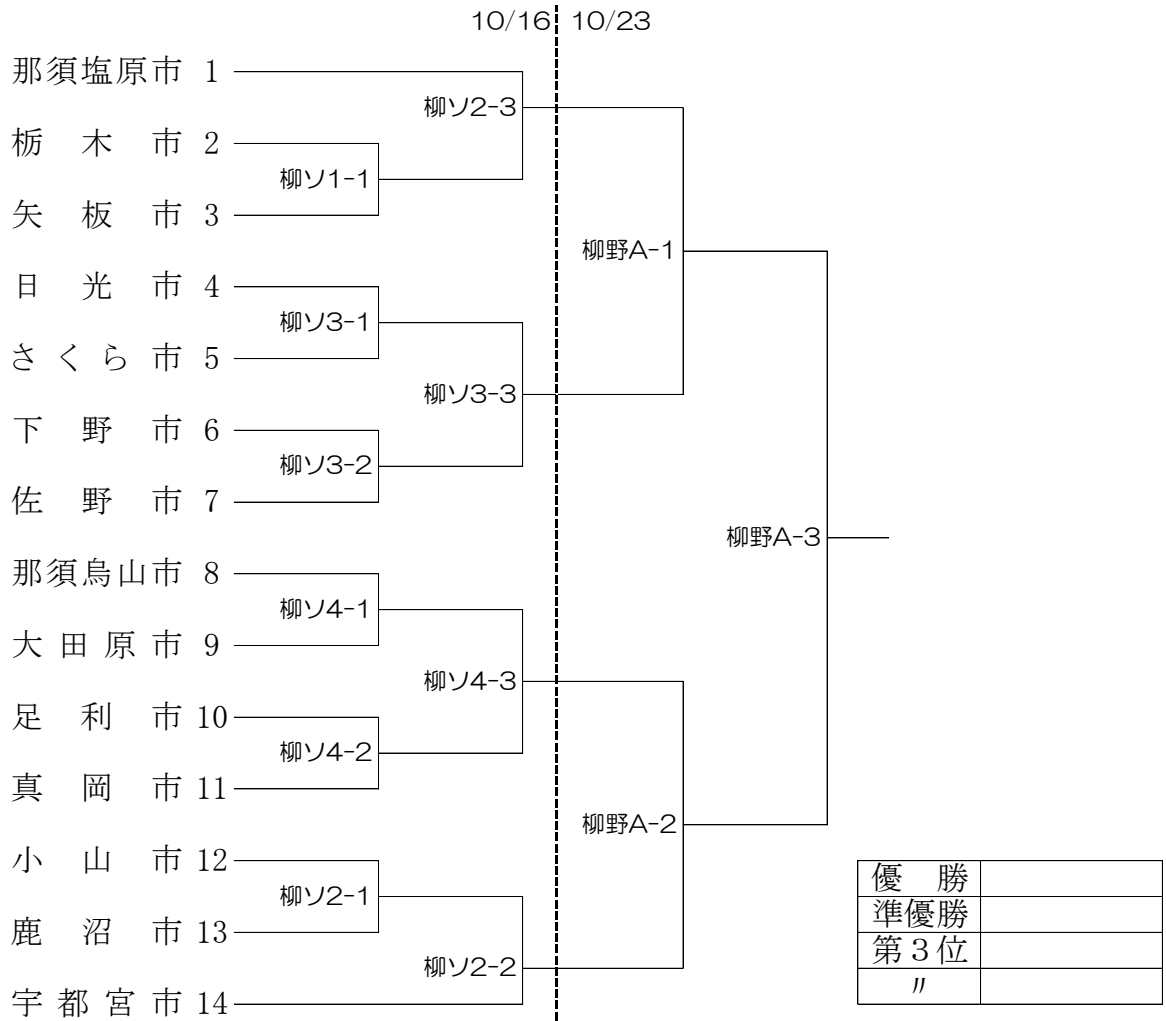 10/16 10/23
那須塩原市 1
柳ソ2-3
栃木市 2
柳ソ1-1
矢板市 3
柳野A-1
日光市 4
柳ソ3-1
さくら市 5
柳ソ3-3
下野市 6
柳ソ3-2
佐野市 7
柳野A-3
那須烏山市 8
柳ソ4-1
大田原市 9
柳ソ4-3
足利市 10
柳ソ4-2
真岡市 11
柳野A-2
小山市 12
柳ソ2-1
鹿沼市 13
柳ソ2-2
宇都宮市 14
優勝
準優勝
第3位
〃